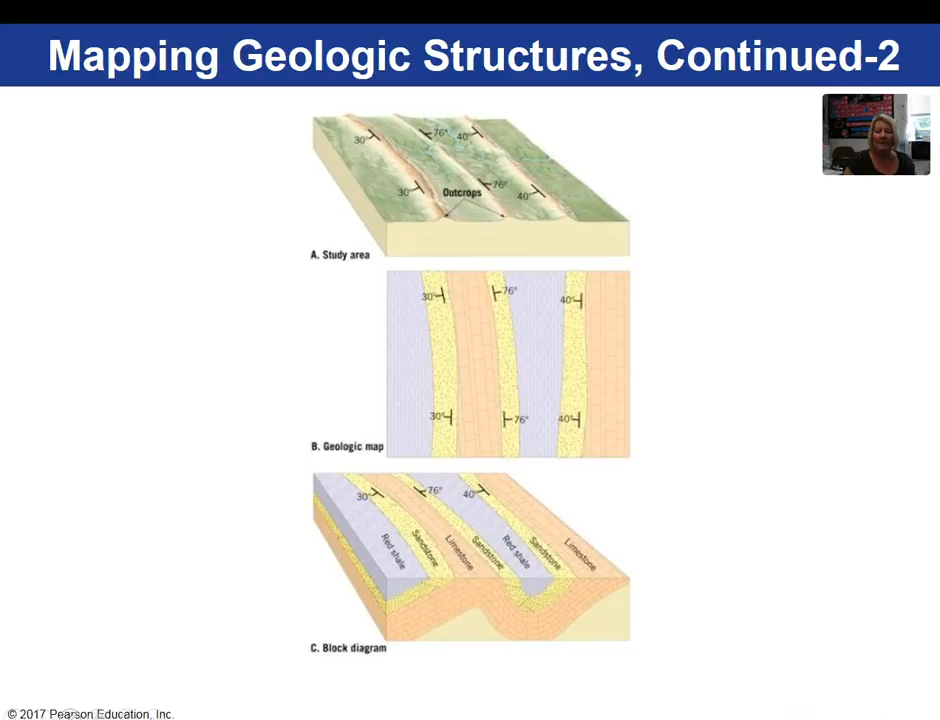 Mapping Geologic Structures, Continued-2
30°
76°
40°
30°
Outcrops
76°
40°
A. Study area
30°
76°
40°
30°
76°
40°
B. Geologic map
30°
76°
40°
Red shale
Sandstone
Limestone
Sandstone
Red shale
Sandstone
Limestone
C. Block diagram
© 2017 Pearson Education, Inc.